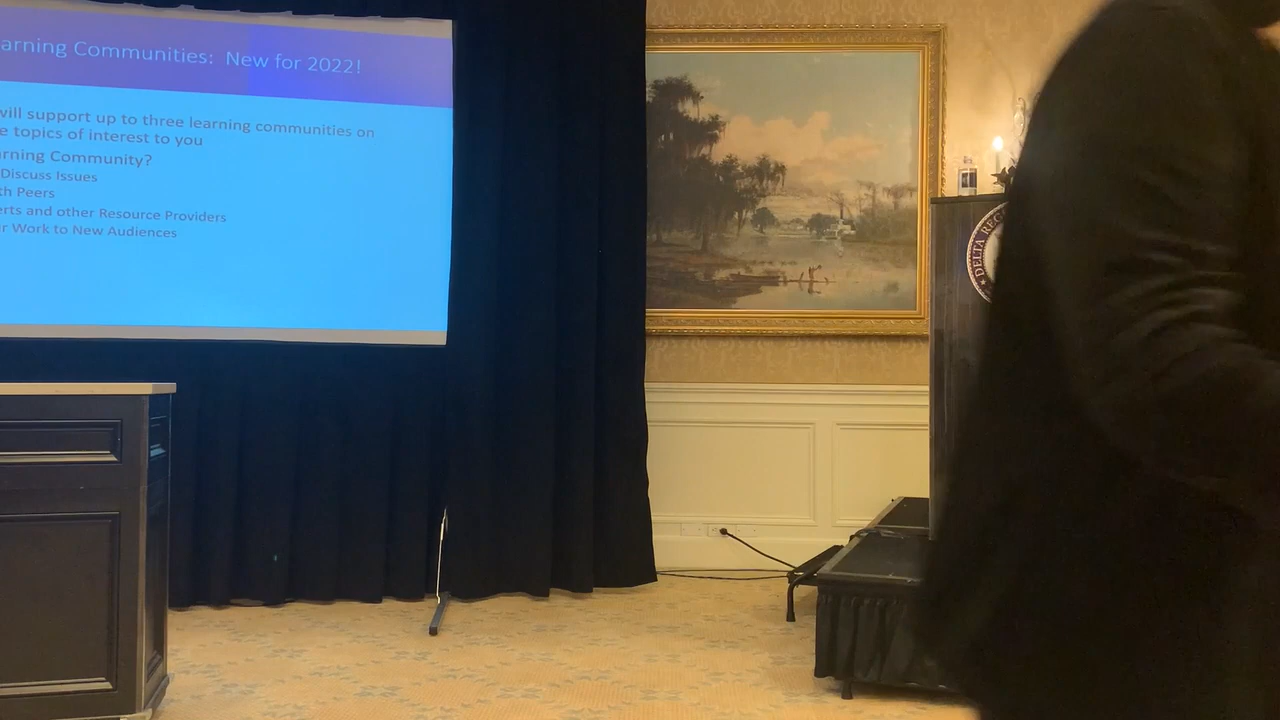 arning Communities: New for 2022!
will support up to three learning communities on
e topics of interest to you
arning Community?
Discuss Issues
th Peers
erts and other Resource Providers
r Work to New Audiences
DELTA REG